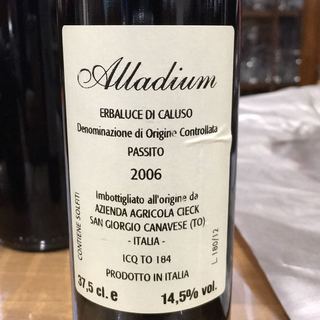 Alladium
ERBALUCE DI CALUSO
Denominazione di Origine Controllata
PASSITO
2006
Imbottigliato all'origine da
AZIENDA AGRICOLA CIECK
SAN GIORGIO CANAVESE (TO)
- ITALIA -
ICQ TO 184
PRODOTTO IN ITALIA
37,5 cl. e
14,5% vol.
CONTIENE SOLFITI
L. 180/12